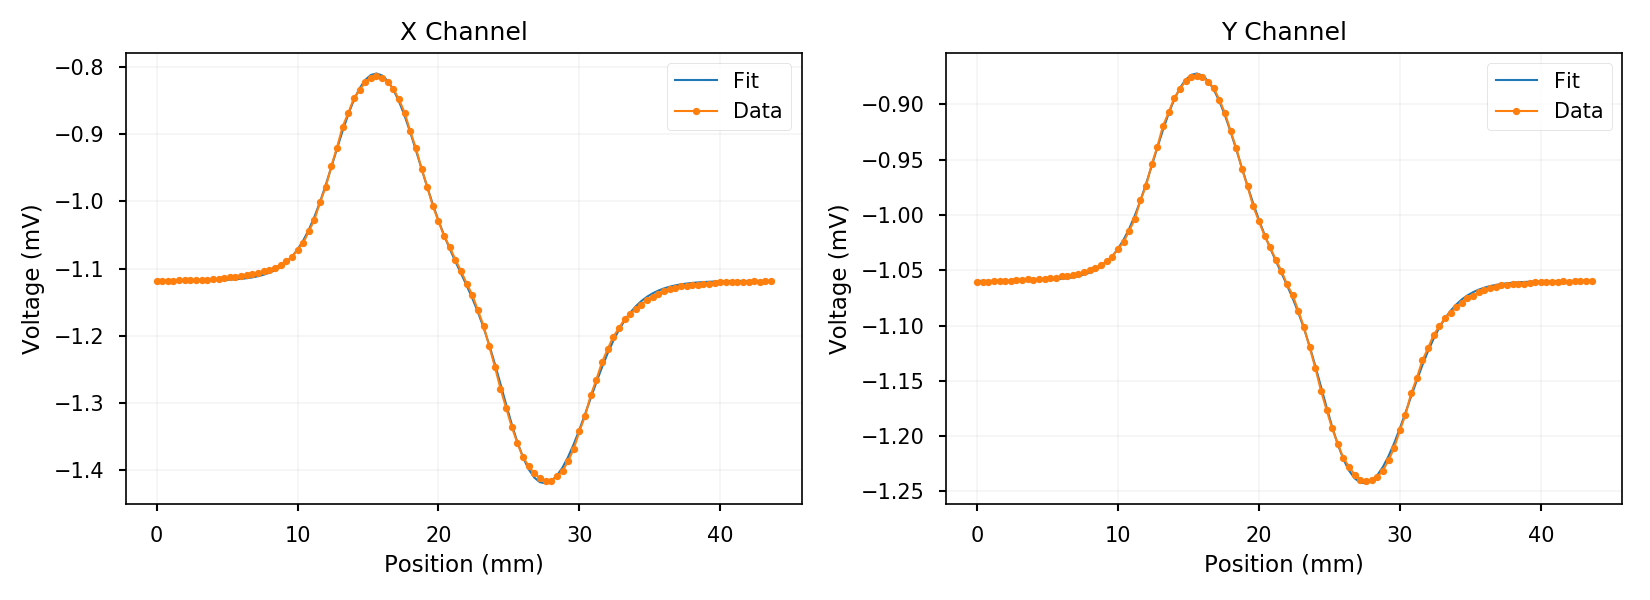 X Channel
Voltage (mV)
−0.8
−0.9
−1.0
−1.1
−1.2
−1.3
−1.4
Fit
Data
0
10
20
30
40
Position (mm)
Y Channel
Voltage (mV)
−0.90
−0.95
−1.00
−1.05
−1.10
−1.15
−1.20
−1.25
Fit
Data
0
10
20
30
40
Position (mm)